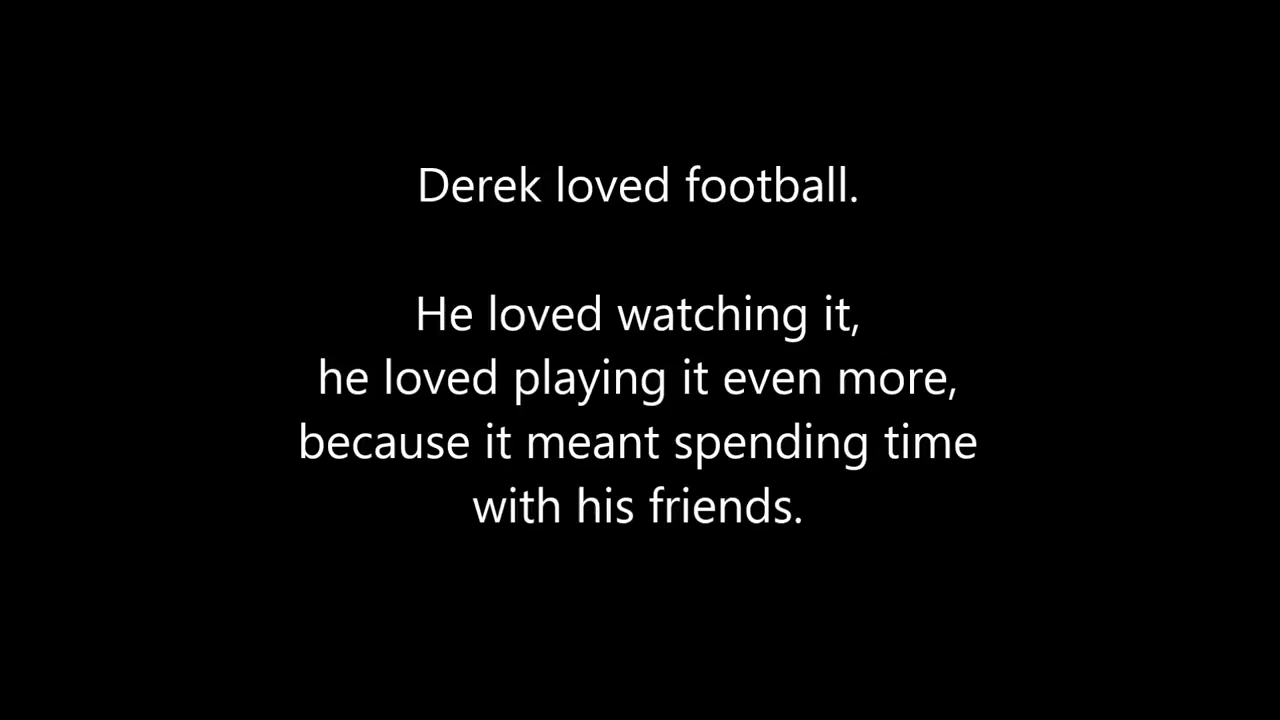 Derek loved football.
He loved watching it,
he loved playing it even more,
because it meant spending time
with his friends.